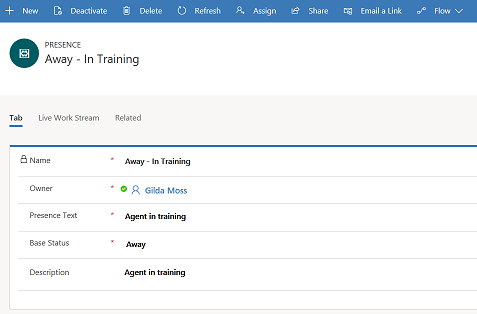 New Deactivate Delete Refresh Assign Share Email a Link Flow
PRESENCE
Away - In Training
Tab Live Work Stream Related
Name * Away - In Training
Owner * Gilda Moss
Presence Text * Agent in training
Base Status * Away
Description Agent in training